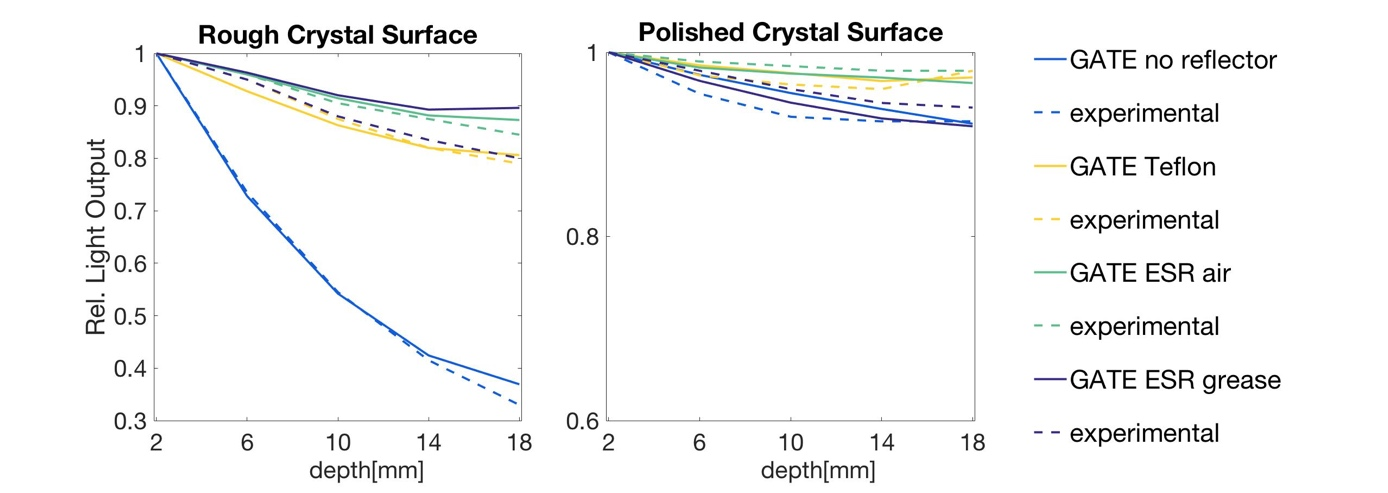 Rough Crystal Surface
1
0.9
0.8
0.7
0.6
0.5
0.4
0.3
Rel. Light Output
2 6 10 14 18
depth[mm]
Polished Crystal Surface
1
0.8
0.6
2 6 10 14 18
depth[mm]
GATE no reflector
experimental
GATE Teflon
experimental
GATE ESR air
experimental
GATE ESR grease
experimental